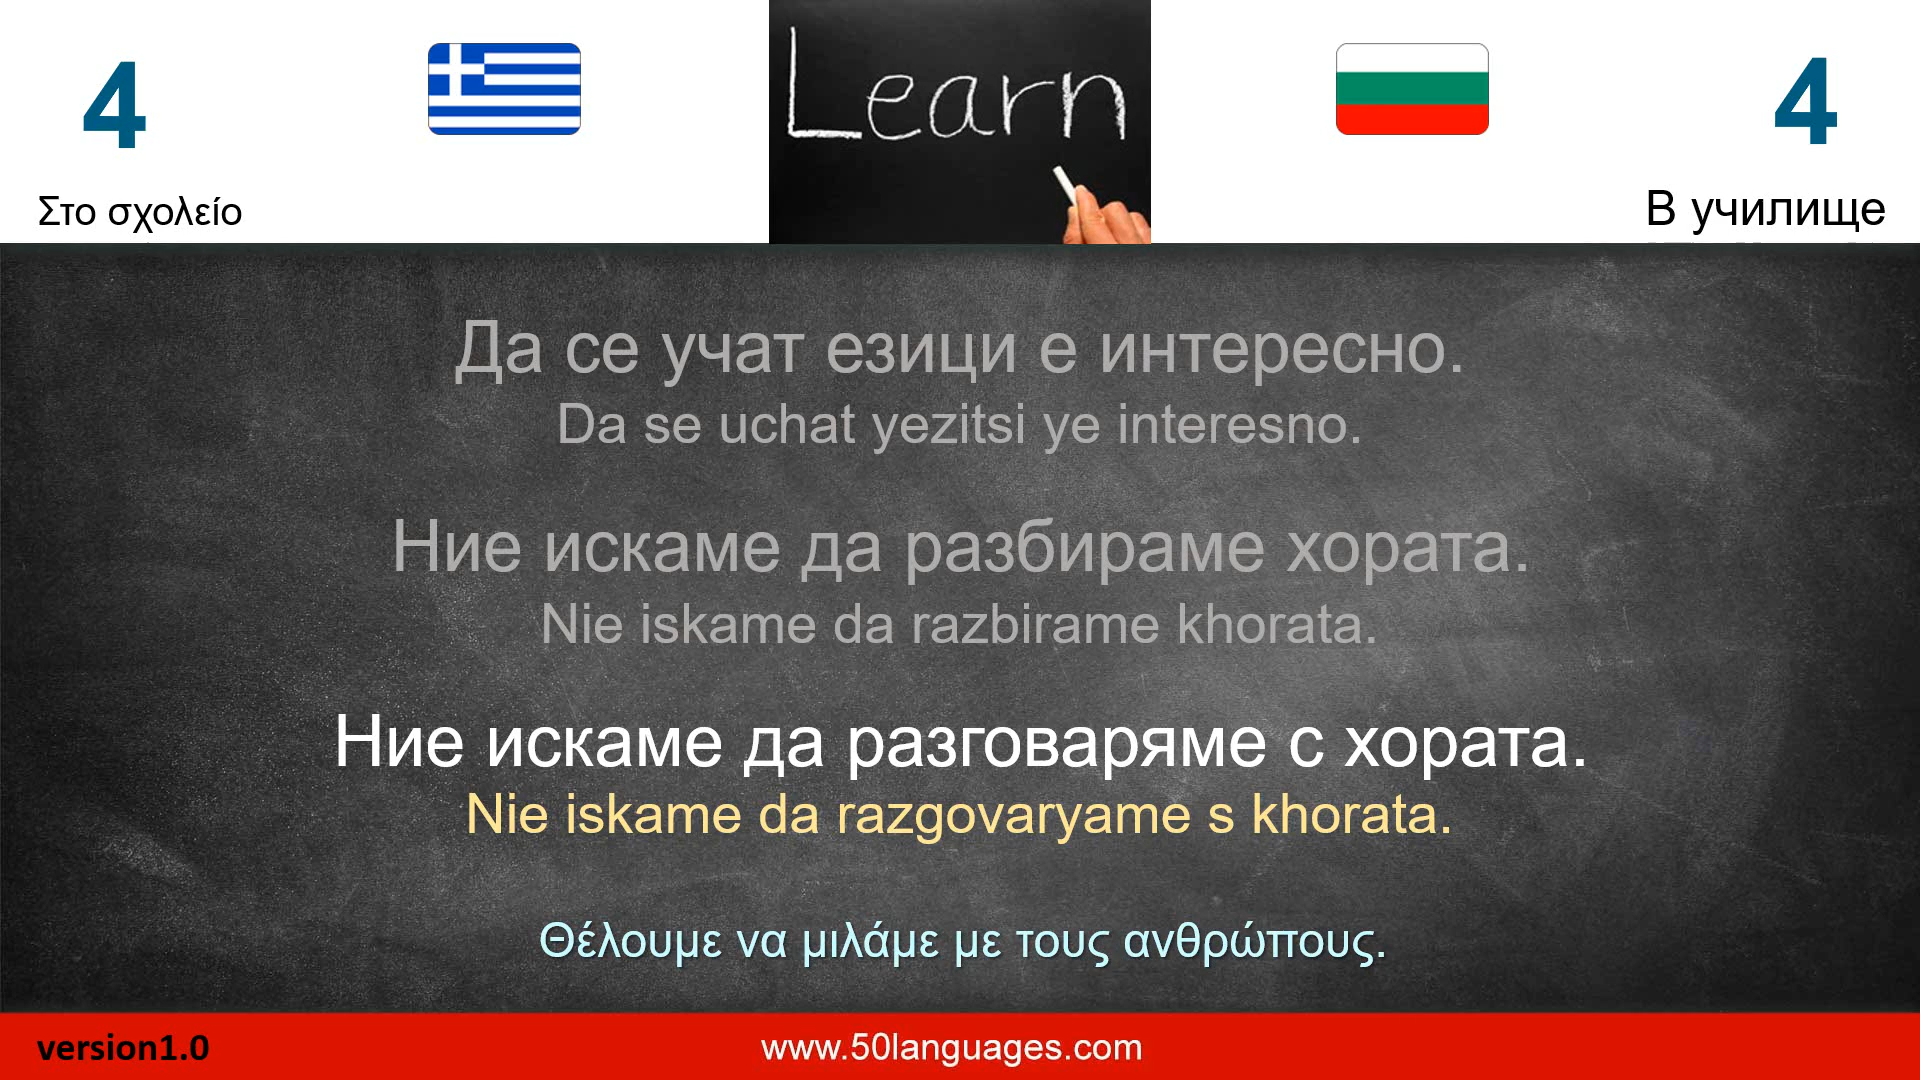 4
Learn
4
Στο σχολείο
В училище
Да се учат езици е интересно.
Da se uchat yezitsi ye interesno.
Ние искаме да разбираме хората.
Nie iskame da razbirame khorata.
Ние искаме да разговаряме с хората.
Nie iskame da razgovaryame s khorata.
Θέλουμε να μιλάμε με τους ανθρώπους.
version1.0
www.50languages.com